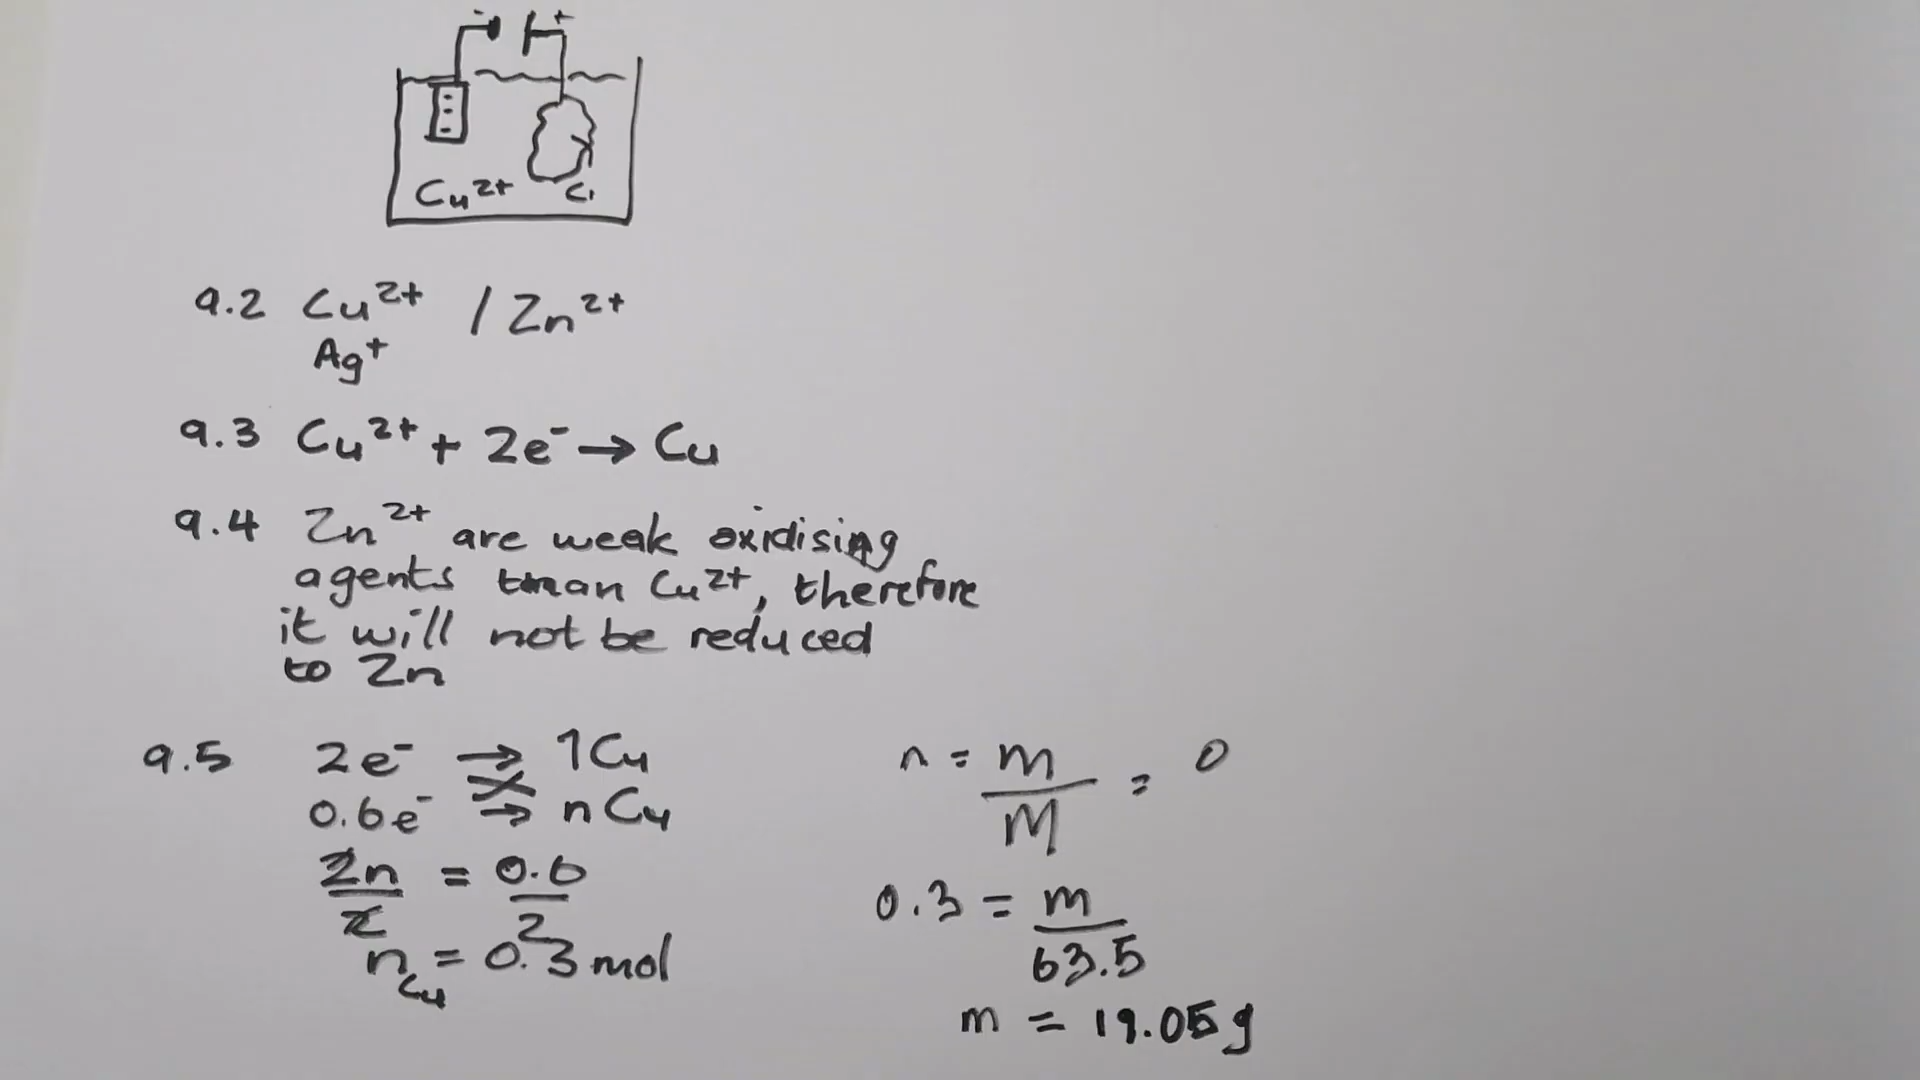 - +
Cu²⁺ Cu
9.2 Cu²⁺ / Zn²⁺
Ag⁺
9.3 Cu²⁺ + 2e⁻ → Cu
9.4 Zn²⁺ are weak oxidising
agents than Cu²⁺, therefore
it will not be reduced
to Zn
9.5 2e⁻ → 1Cu
0.6e⁻ → nCu
2n/2 = 0.6/2
nCu = 0.3 mol
n = m/M = 0
0.3 = m/63.5
m = 19.05g